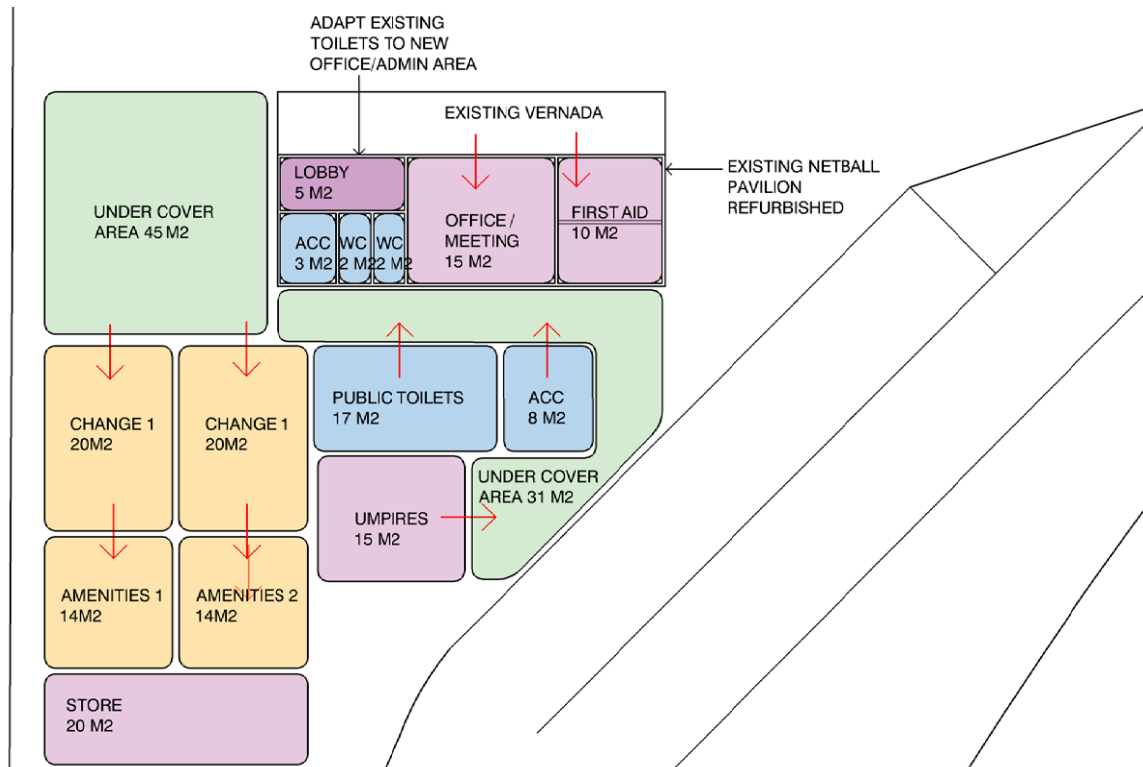 ADAPT EXISTING
TOILETS TO NEW
OFFICE/ADMIN AREA
EXISTING VERNADA
EXISTING NETBALL
PAVILION
REFURBISHED
UNDER COVER
AREA 45 M2
LOBBY
5 M2
ACC
3 M2
WC
2 M2
WC
2 M2
OFFICE /
MEETING
15 M2
FIRST AID
10 M2
CHANGE 1
20M2
CHANGE 1
20M2
PUBLIC TOILETS
17 M2
ACC
8 M2
UNDER COVER
AREA 31 M2
UMPIRES
15 M2
AMENITIES 1
14M2
AMENITIES 2
14M2
STORE
20 M2